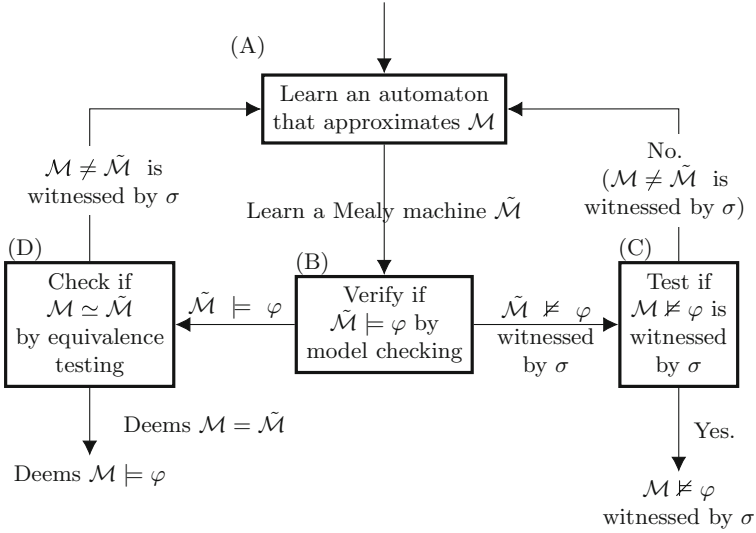 (A)
Learn an automaton
that approximates ℳ
ℳ ≠ ℳ̃ is
witnessed by σ
No.
(ℳ ≠ ℳ̃ is
witnessed by σ)
Learn a Mealy machine ℳ̃
(D)
Check if
ℳ ≃ ℳ̃
by equivalence
testing
ℳ̃ ⊨ φ
(B)
Verify if
ℳ̃ ⊨ φ by
model checking
ℳ̃ ⊭ φ
witnessed
by σ
(C)
Test if
ℳ ⊭ φ is
witnessed
by σ
Deems ℳ = ℳ̃
Deems ℳ ⊨ φ
Yes.
ℳ ⊭ φ
witnessed by σ